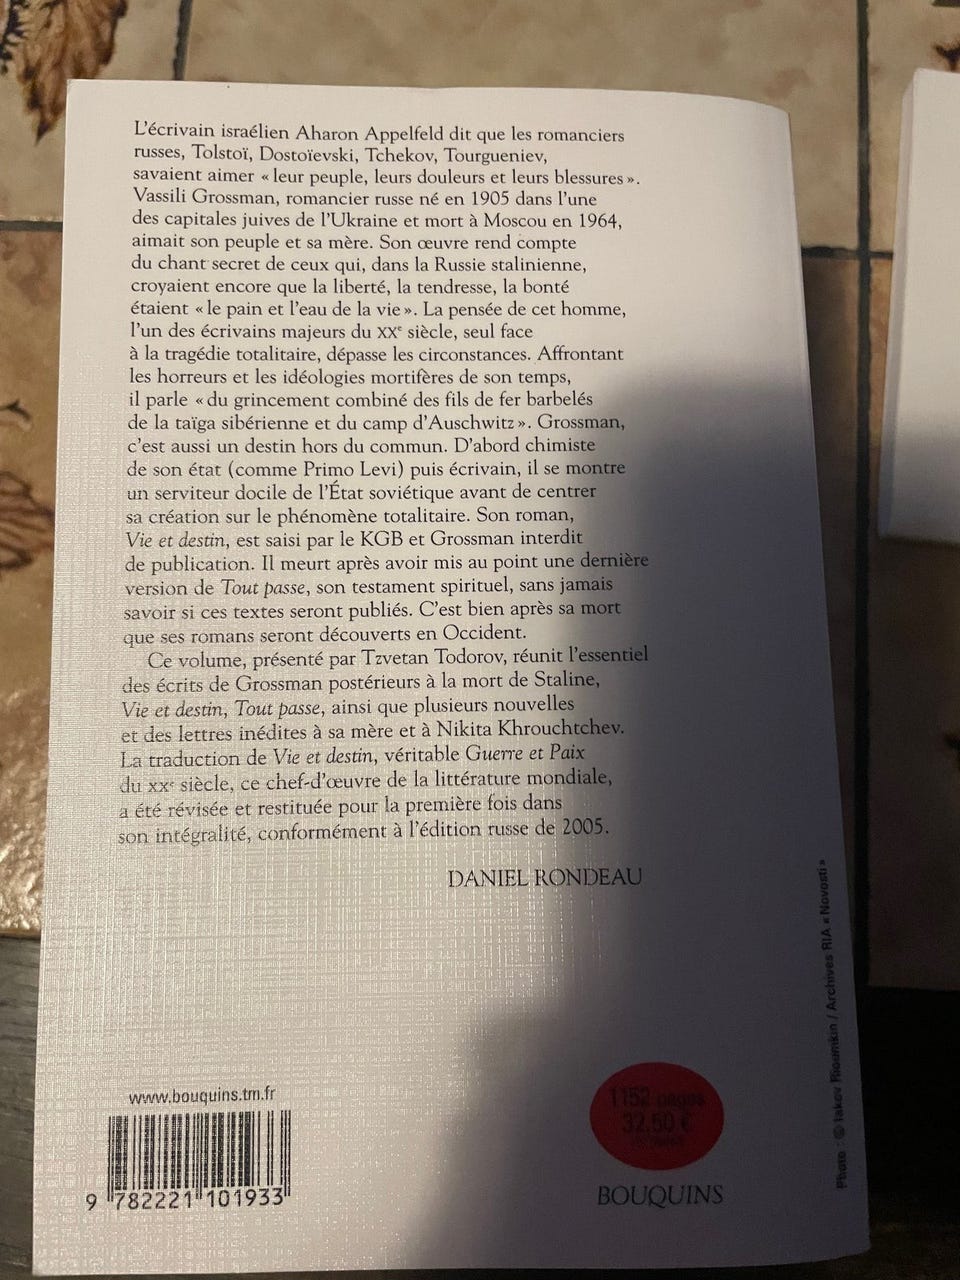 L'écrivain israélien Aharon Appelfeld dit que les romanciers
russes, Tolstoï, Dostoïevski, Tchekov, Tourgueniev,
savaient aimer « leur peuple, leurs douleurs et leurs blessures ».
Vassili Grossman, romancier russe né en 1905 dans l'une
des capitales juives de l'Ukraine et mort à Moscou en 1964,
aimait son peuple et sa mère. Son œuvre rend compte
du chant secret de ceux qui, dans la Russie stalinienne,
croyaient encore que la liberté, la tendresse, la bonté
étaient « le pain et l'eau de la vie ». La pensée de cet homme,
l'un des écrivains majeurs du XXe siècle, seul face
à la tragédie totalitaire, dépasse les circonstances. Affrontant
les horreurs et les idéologies mortifères de son temps,
il parle « du grincement combiné des fils de fer barbelés
de la taïga sibérienne et du camp d'Auschwitz ». Grossman,
c'est aussi un destin hors du commun. D'abord chimiste
de son état (comme Primo Levi) puis écrivain, il se montre
un serviteur docile de l'État soviétique avant de centrer
sa création sur le phénomène totalitaire. Son roman,
Vie et destin, est saisi par le KGB et Grossman interdit
de publication. Il meurt après avoir mis au point une dernière
version de Tout passe, son testament spirituel, sans jamais
savoir si ces textes seront publiés. C'est bien après sa mort
que ses romans seront découverts en Occident.
Ce volume, présenté par Tzvetan Todorov, réunit l'essentiel
des écrits de Grossman postérieurs à la mort de Staline,
Vie et destin, Tout passe, ainsi que plusieurs nouvelles
et des lettres inédites à sa mère et à Nikita Khrouchtchev.
La traduction de Vie et destin, véritable Guerre et Paix
du XXe siècle, ce chef-d'œuvre de la littérature mondiale,
a été révisée et restituée pour la première fois dans
son intégralité, conformément à l'édition russe de 2005.
DANIEL RONDEAU
www.bouquins.tm.fr
9 782221 101933
1152 pages
32,50 €
BOUQUINS
Photo : © Iakov Rioumkin / Archives RIA « Novosti »